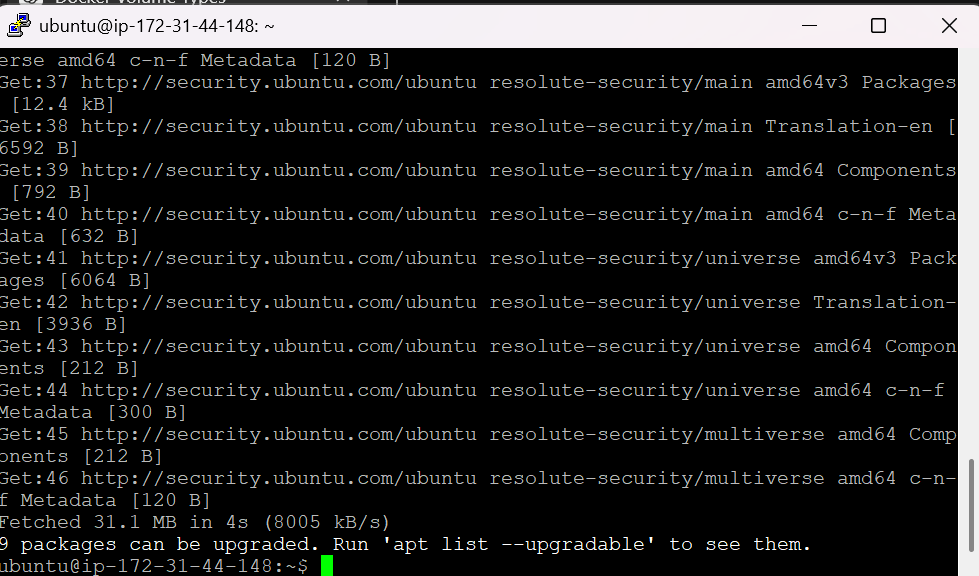 Docker Volume Types
ubuntu@ip-172-31-44-148: ~
erse amd64 c-n-f Metadata [120 B]
Get:37 http://security.ubuntu.com/ubuntu resolute-security/main amd64v3 Packages
 [12.4 kB]
Get:38 http://security.ubuntu.com/ubuntu resolute-security/main Translation-en [
6592 B]
Get:39 http://security.ubuntu.com/ubuntu resolute-security/main amd64 Components
 [792 B]
Get:40 http://security.ubuntu.com/ubuntu resolute-security/main amd64 c-n-f Meta
data [632 B]
Get:41 http://security.ubuntu.com/ubuntu resolute-security/universe amd64v3 Pack
ages [6064 B]
Get:42 http://security.ubuntu.com/ubuntu resolute-security/universe Translation-
en [3936 B]
Get:43 http://security.ubuntu.com/ubuntu resolute-security/universe amd64 Compon
ents [212 B]
Get:44 http://security.ubuntu.com/ubuntu resolute-security/universe amd64 c-n-f
Metadata [300 B]
Get:45 http://security.ubuntu.com/ubuntu resolute-security/multiverse amd64 Comp
onents [212 B]
Get:46 http://security.ubuntu.com/ubuntu resolute-security/multiverse amd64 c-n-
f Metadata [120 B]
Fetched 31.1 MB in 4s (8005 kB/s)
9 packages can be upgraded. Run 'apt list --upgradable' to see them.
ubuntu@ip-172-31-44-148:~$